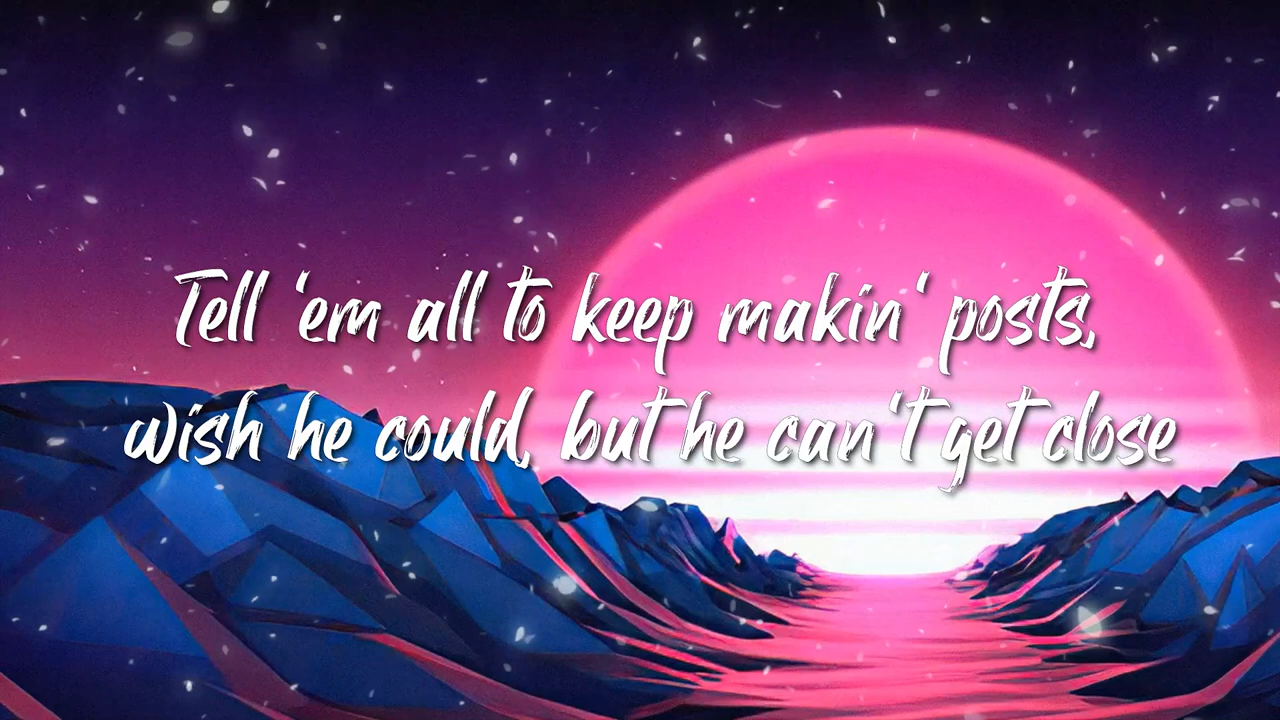 Tell ‘em all to keep makin‘ posts,
wish he could, but he can‘t get close